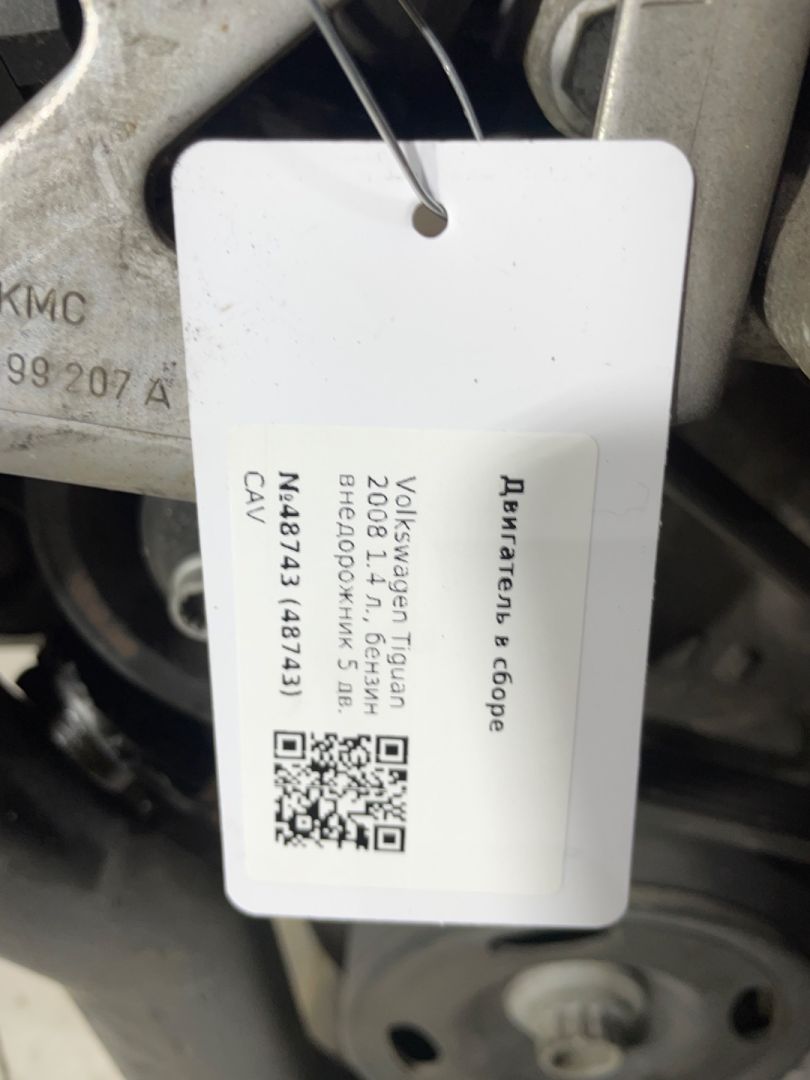 KMC
99 207 A
Двигатель в сборе
Volkswagen Tiguan
2008 1.4 л., бензин
внедорожник 5 дв.
№48743 (48743)
CAV